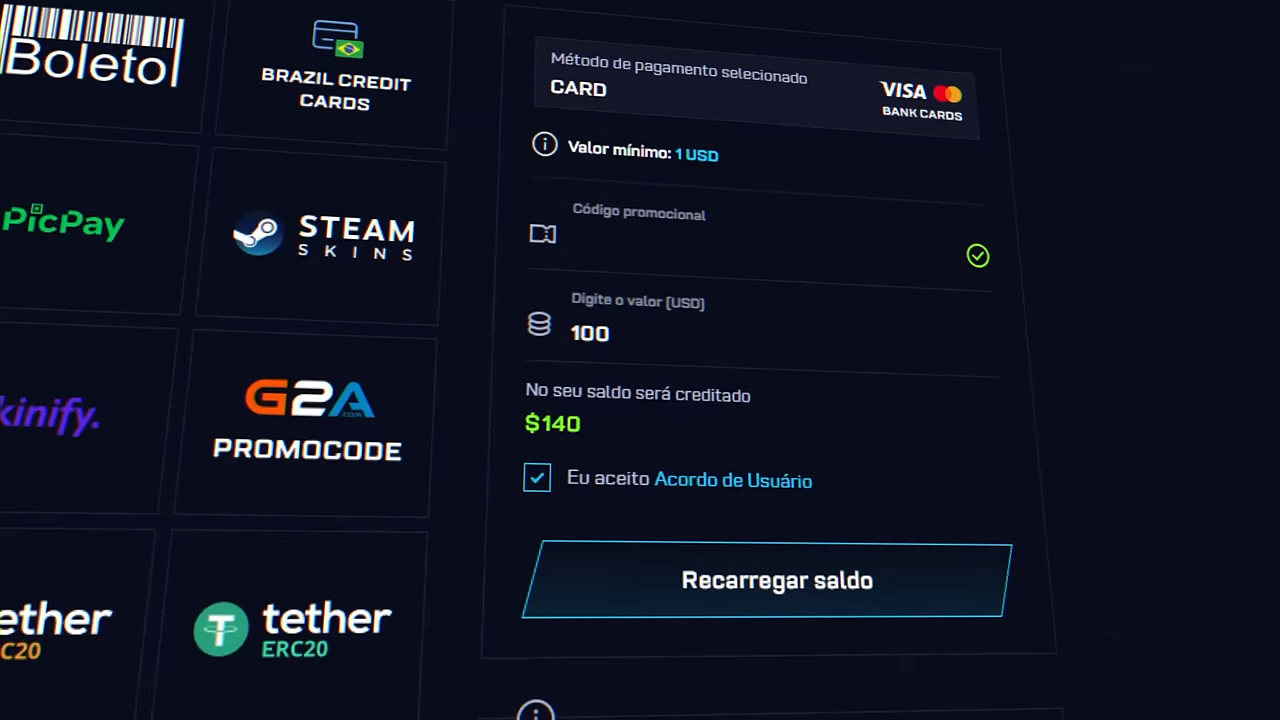 Boleto
BRAZIL CREDIT
CARDS
PicPay
STEAM
SKINS
kinify.
G2A
.COM
PROMOCODE
ether
C20
tether
ERC20
Método de pagamento selecionado
CARD
VISA
BANK CARDS
Valor mínimo: 1 USD
Código promocional
Digite o valor (USD)
100
No seu saldo será creditado
$140
Eu aceito Acordo de Usuário
Recarregar saldo